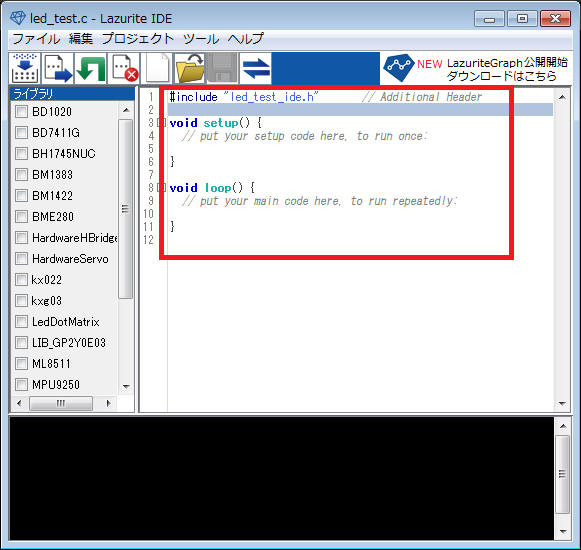 led_test.c - Lazurite IDE
ファイル 編集 プロジェクト ツール ヘルプ
NEW LazuriteGraph公開開始
ダウンロードはこちら
ライブラリ
BD1020
BD7411G
BH1745NUC
BM1383
BM1422
BME280
HardwareHBridge
HardwareServo
kx022
kxg03
LedDotMatrix
LIB_GP2Y0E03
ML8511
MPU9250
1 #include "led_test_ide.h" // Additional Header
2
3 void setup() {
4 // put your setup code here, to run once:
5
6 }
7
8 void loop() {
9 // put your main code here, to run repeatedly:
10
11 }
12